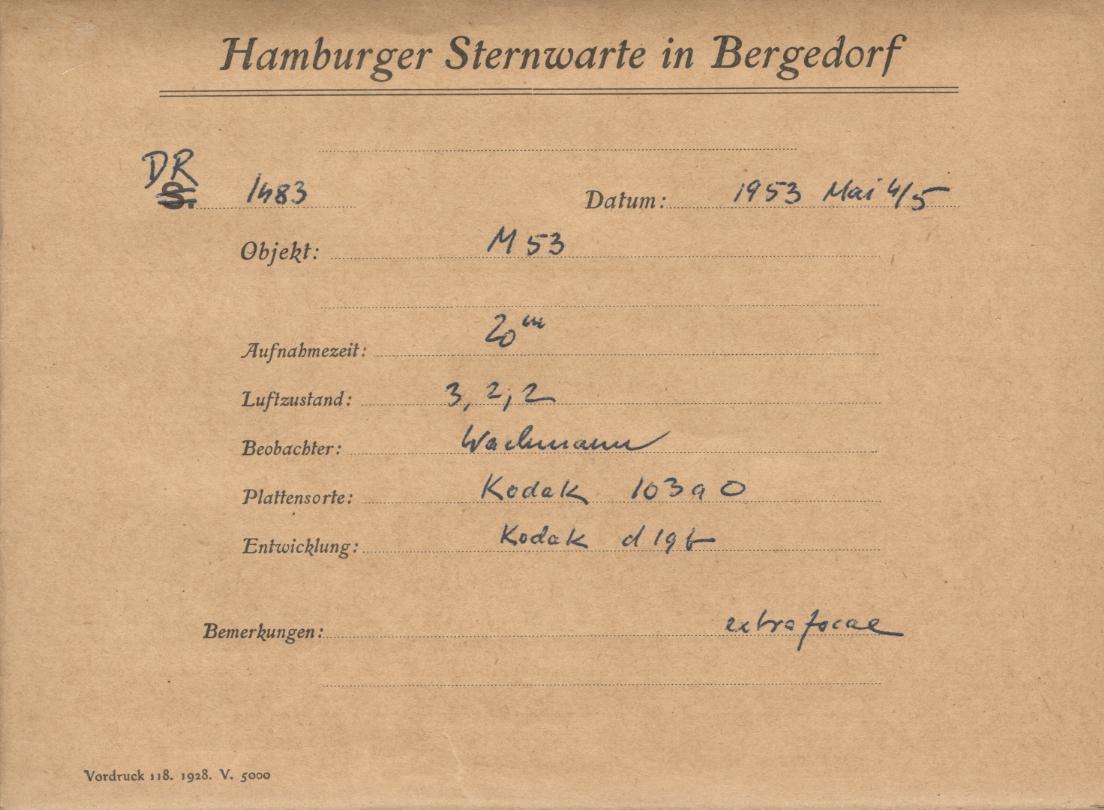 Hamburger Sternwarte in Bergedorf
DR
S. 1483 Datum: 1953 Mai 4/5
Objekt: M 53
Aufnahmezeit: 20m
Luftzustand: 3, 2, 2
Beobachter: Wachmann
Plattensorte: Kodak 103a O
Entwicklung: Kodak d 19b
Bemerkungen: extrafocal
Vordruck 118. 1928. V. 5000